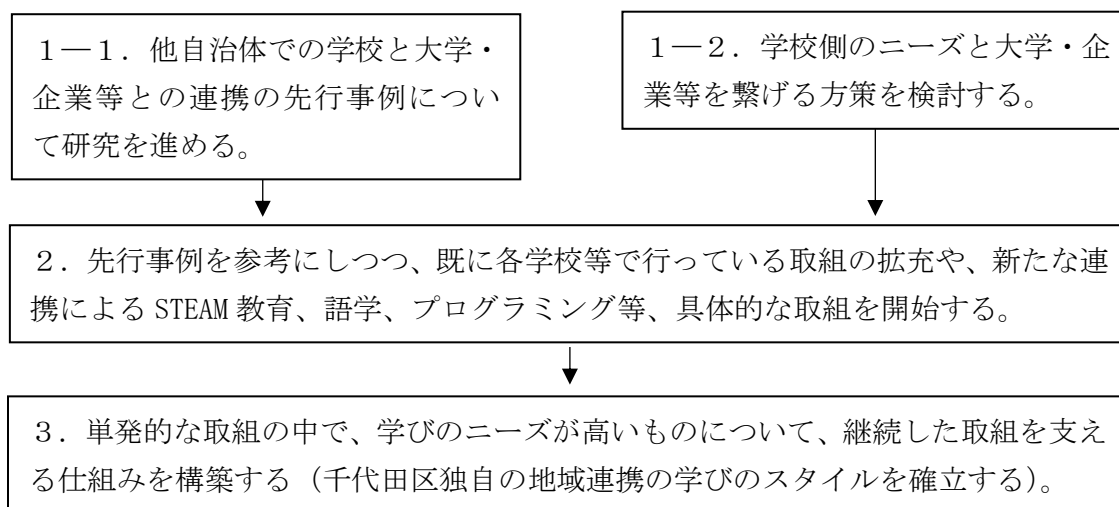 １―１．他自治体での学校と大学・
企業等との連携の先行事例につい
て研究を進める。
１―２．学校側のニーズと大学・企
業等を繋げる方策を検討する。
２．先行事例を参考にしつつ、既に各学校等で行っている取組の拡充や、新たな連
携による STEAM 教育、語学、プログラミング等、具体的な取組を開始する。
３．単発的な取組の中で、学びのニーズが高いものについて、継続した取組を支え
る仕組みを構築する（千代田区独自の地域連携の学びのスタイルを確立する）。